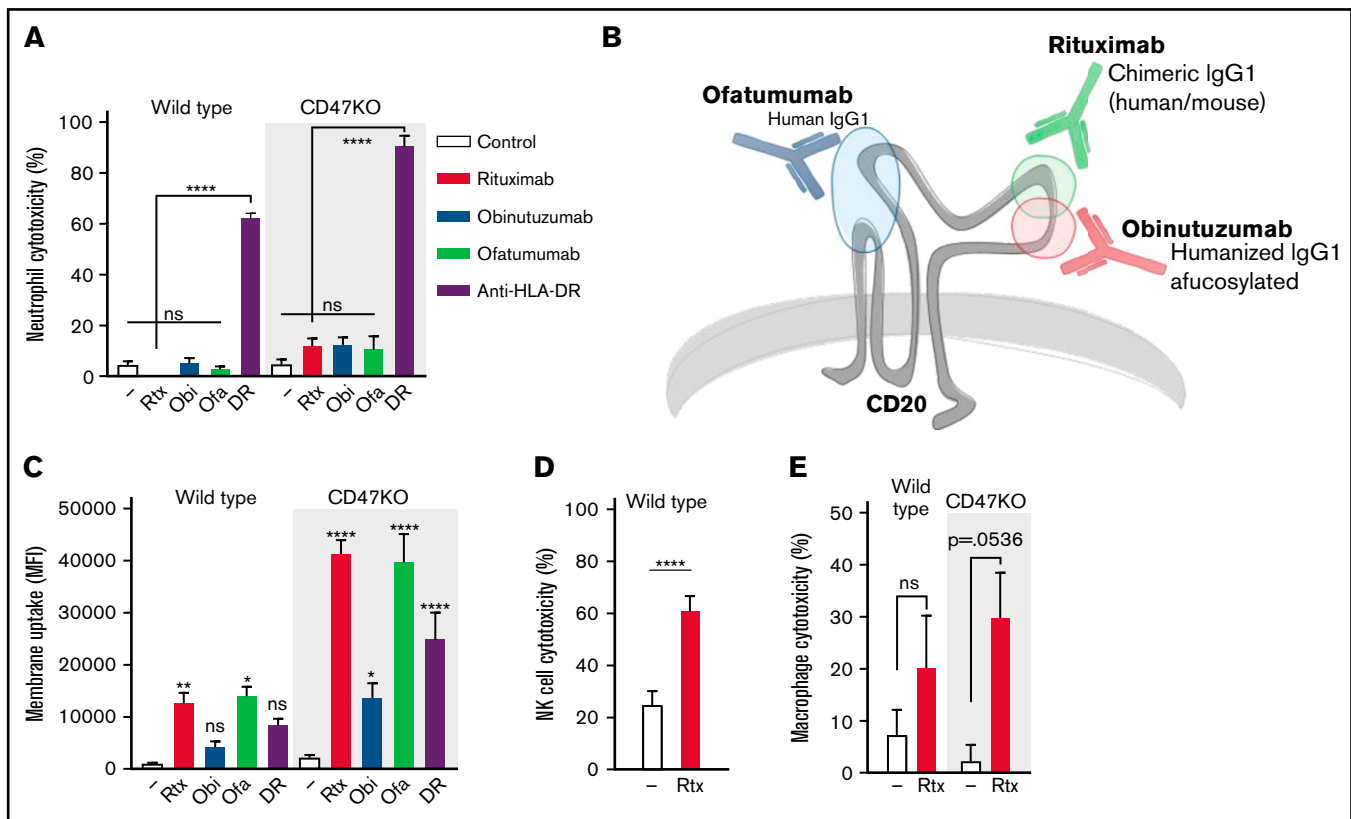 A
Wild type
CD47KO
Neutrophil cytotoxicity (%)
100
80
60
40
20
0
****
****
ns
ns
–
Rtx
Obi
Ofa
DR
–
Rtx
Obi
Ofa
DR
Control
Rituximab
Obinutuzumab
Ofatumumab
Anti-HLA-DR
B
Rituximab
Chimeric IgG1
(human/mouse)
Ofatumumab
Human IgG1
Obinutuzumab
Humanized IgG1
afucosylated
CD20
C
Wild type
CD47KO
Membrane uptake (MFI)
50000
40000
30000
20000
10000
0
**
ns
*
ns
****
*
****
****
–
Rtx
Obi
Ofa
DR
–
Rtx
Obi
Ofa
DR
D
Wild type
NK cell cytotoxicity (%)
100
80
60
40
20
0
****
–
Rtx
E
Wild
type
CD47KO
Macrophage cytotoxicity (%)
50
40
30
20
10
0
ns
p=.0536
–
Rtx
–
Rtx